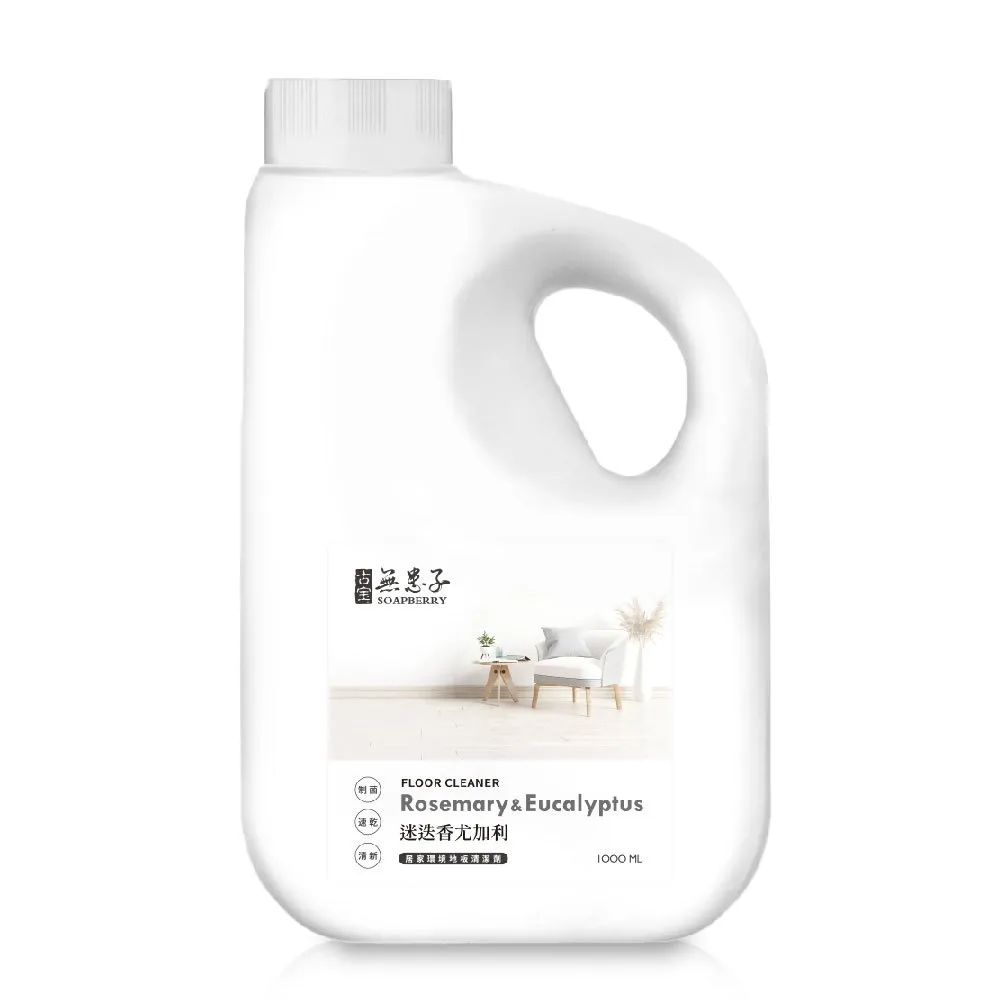 古宝
無患子
SOAPBERRY
制菌
速乾
清新
FLOOR CLEANER
Rosemary & Eucalyptus
迷迭香尤加利
居家環境地板清潔劑
1000 ML